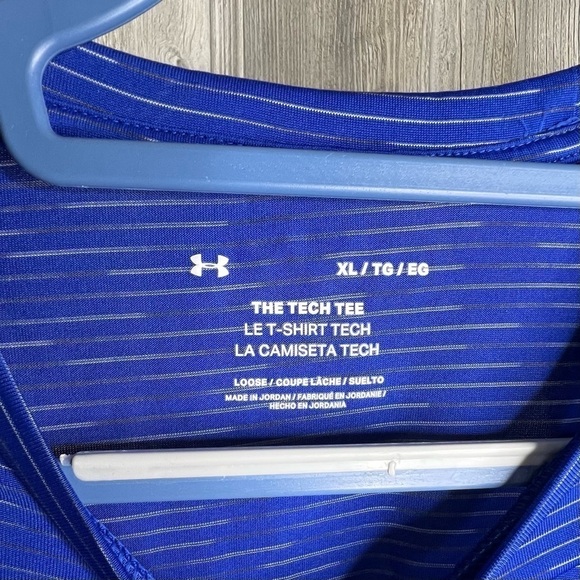 XL / TG / EG
THE TECH TEE
LE T-SHIRT TECH
LA CAMISETA TECH
LOOSE / COUPE LÂCHE / SUELTO
MADE IN JORDAN / FABRIQUÉ EN JORDANIE /
HECHO EN JORDANIA